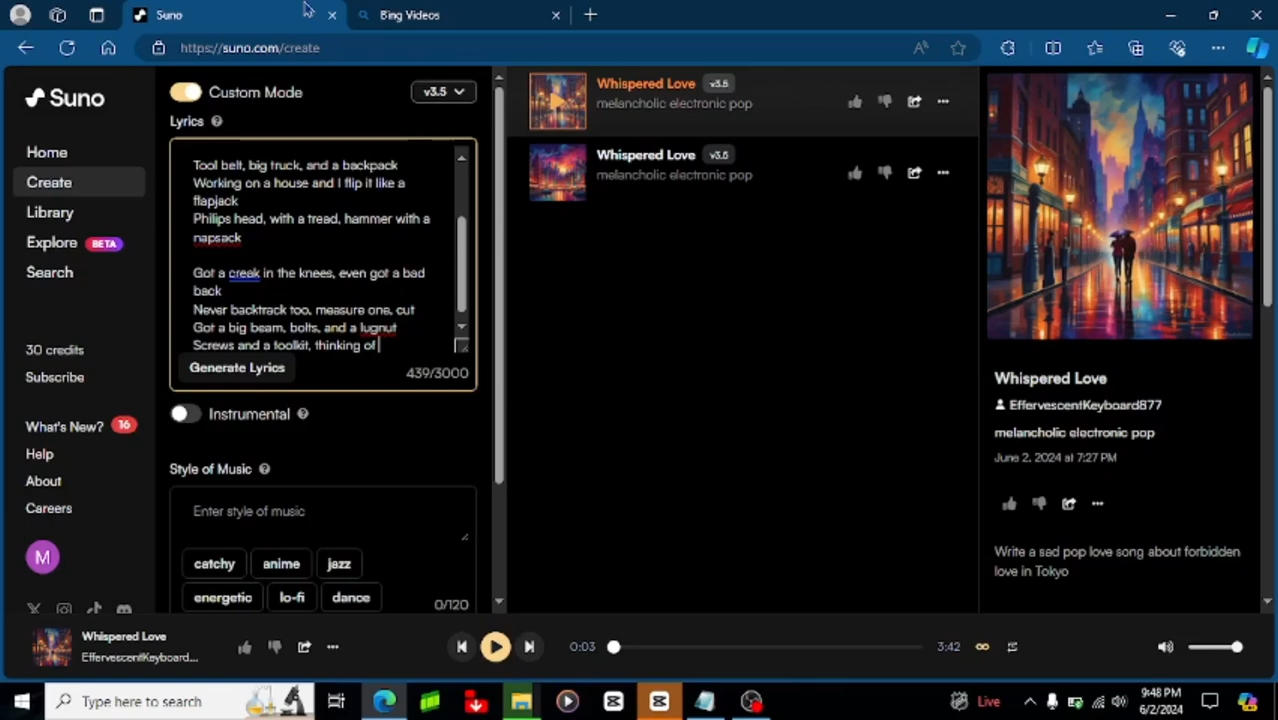 Suno
Bing Videos
https://suno.com/create
Suno
Home
Create
Library
Explore BETA
Search
30 credits
Subscribe
What's New? 16
Help
About
Careers
M
Custom Mode
v3.5
Lyrics
Tool belt, big truck, and a backpack
Working on a house and I flip it like a
flapjack
Philips head, with a tread, hammer with a
napsack
Got a creak in the knees, even got a bad
back
Never backtrack too, measure one, cut
Got a big beam, bolts, and a lugnut
Screws and a toolkit, thinking of
Generate Lyrics
439/3000
Instrumental
Style of Music
Enter style of music
catchy
anime
jazz
energetic
lo-fi
dance
0/120
Whispered Love v3.5
melancholic electronic pop
Whispered Love v3.5
melancholic electronic pop
Whispered Love
EffervescentKeyboard877
melancholic electronic pop
June 2, 2024 at 7:27 PM
Write a sad pop love song about forbidden
love in Tokyo
Whispered Love
EffervescentKeyboard...
0:03
3:42
Type here to search
Live
9:48 PM
6/2/2024